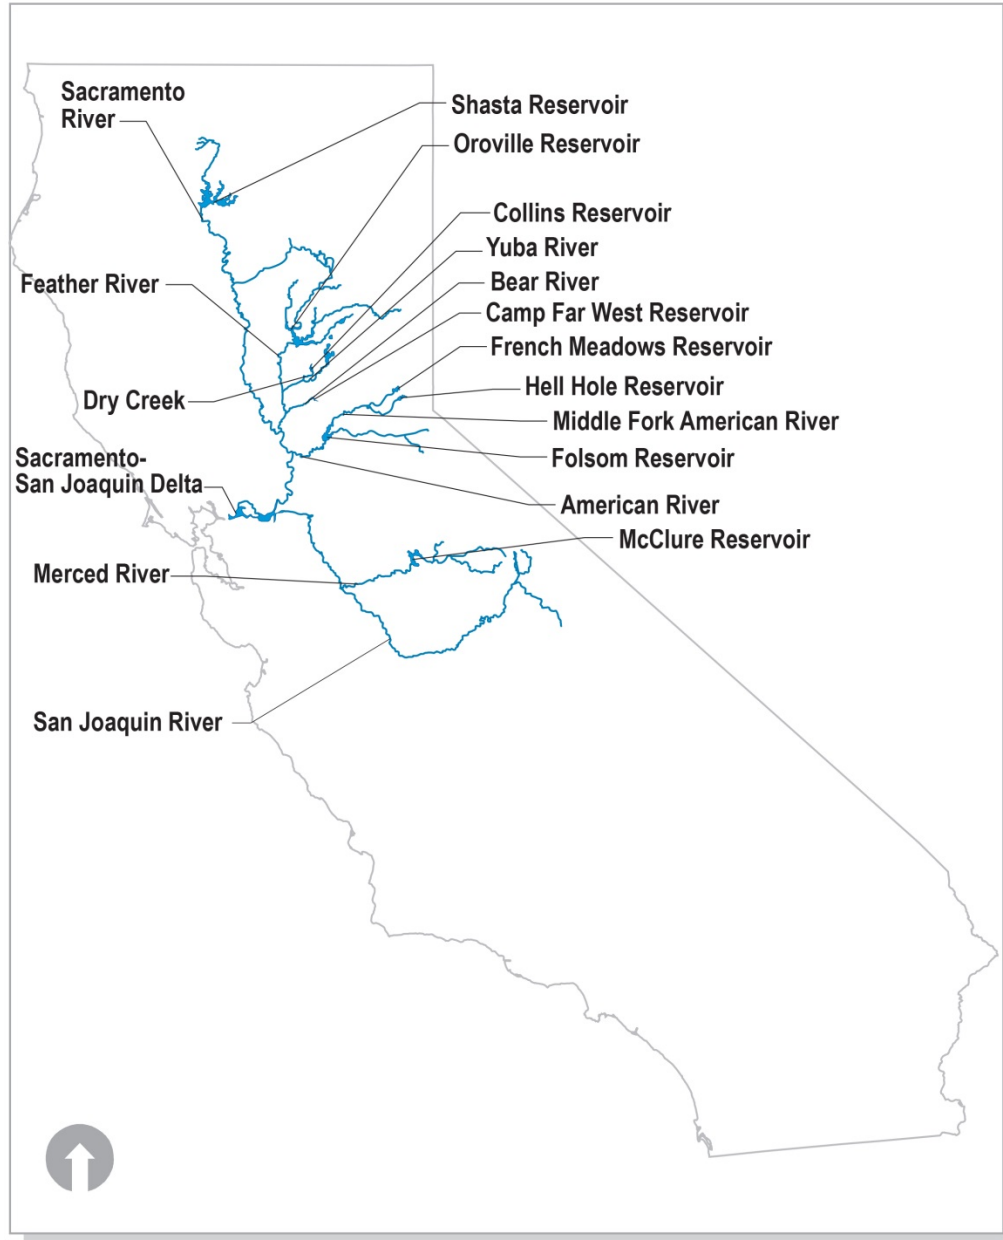 Sacramento
River
Shasta Reservoir
Oroville Reservoir
Collins Reservoir
Yuba River
Feather River
Bear River
Camp Far West Reservoir
French Meadows Reservoir
Hell Hole Reservoir
Dry Creek
Middle Fork American River
Folsom Reservoir
Sacramento-
San Joaquin Delta
American River
McClure Reservoir
Merced River
San Joaquin River